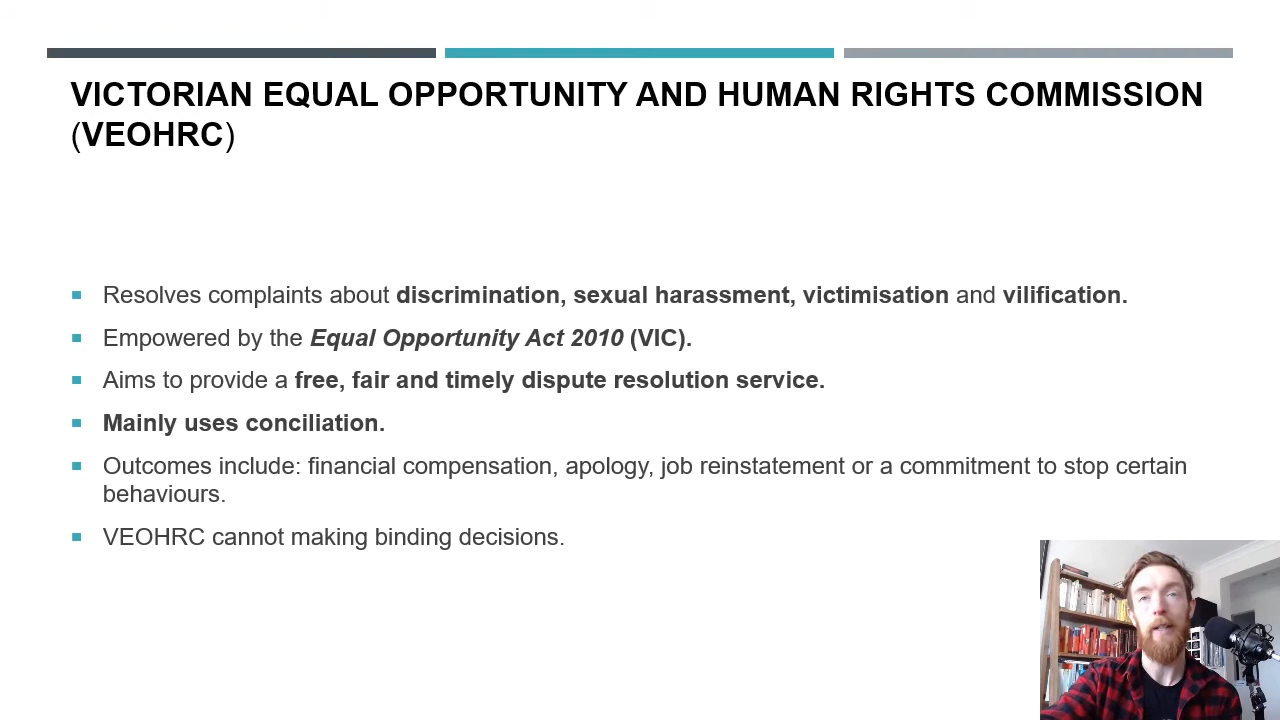 VICTORIAN EQUAL OPPORTUNITY AND HUMAN RIGHTS COMMISSION
(VEOHRC)
Resolves complaints about discrimination, sexual harassment, victimisation and vilification.
Empowered by the Equal Opportunity Act 2010 (VIC).
Aims to provide a free, fair and timely dispute resolution service.
Mainly uses conciliation.
Outcomes include: financial compensation, apology, job reinstatement or a commitment to stop certain
behaviours.
VEOHRC cannot making binding decisions.